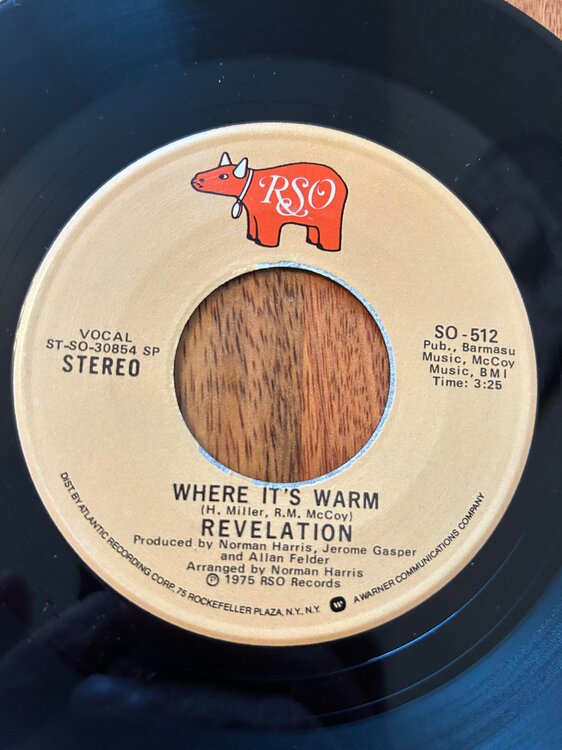 RSO
VOCAL
ST-SO-30854 SP
STEREO
SO-512
Pub., Barmasu
Music, McCoy
Music, BMI
Time: 3:25
WHERE IT'S WARM
(H. Miller, R.M. McCoy)
REVELATION
Produced by Norman Harris, Jerome Gasper
and Allan Felder
Arranged by Norman Harris
℗ 1975 RSO Records
DIST. BY ATLANTIC RECORDING CORP., 75 ROCKEFELLER PLAZA, N.Y., N.Y. W A WARNER COMMUNICATIONS COMPANY